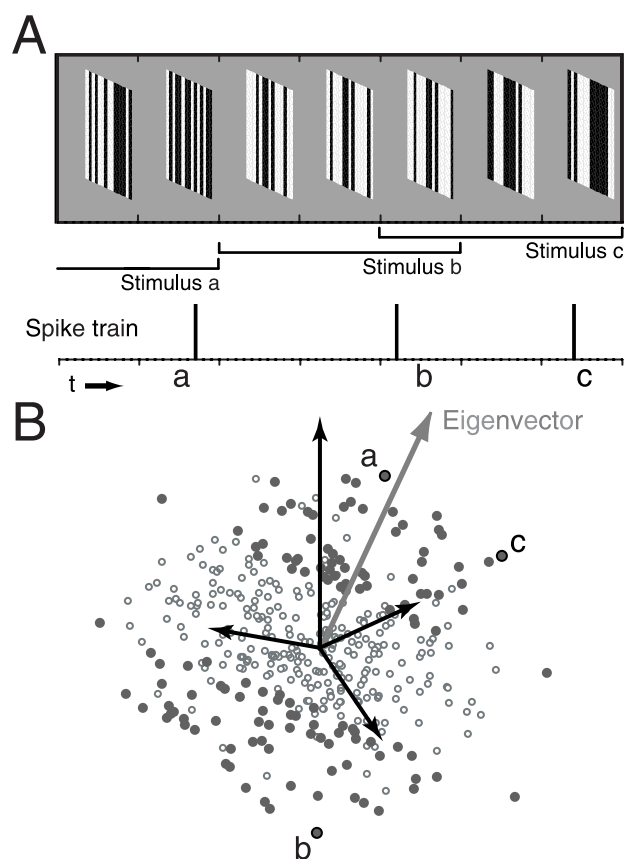 A
Stimulus c
Stimulus b
Stimulus a
Spike train
t
a
b
c
B
Eigenvector
a
c
b